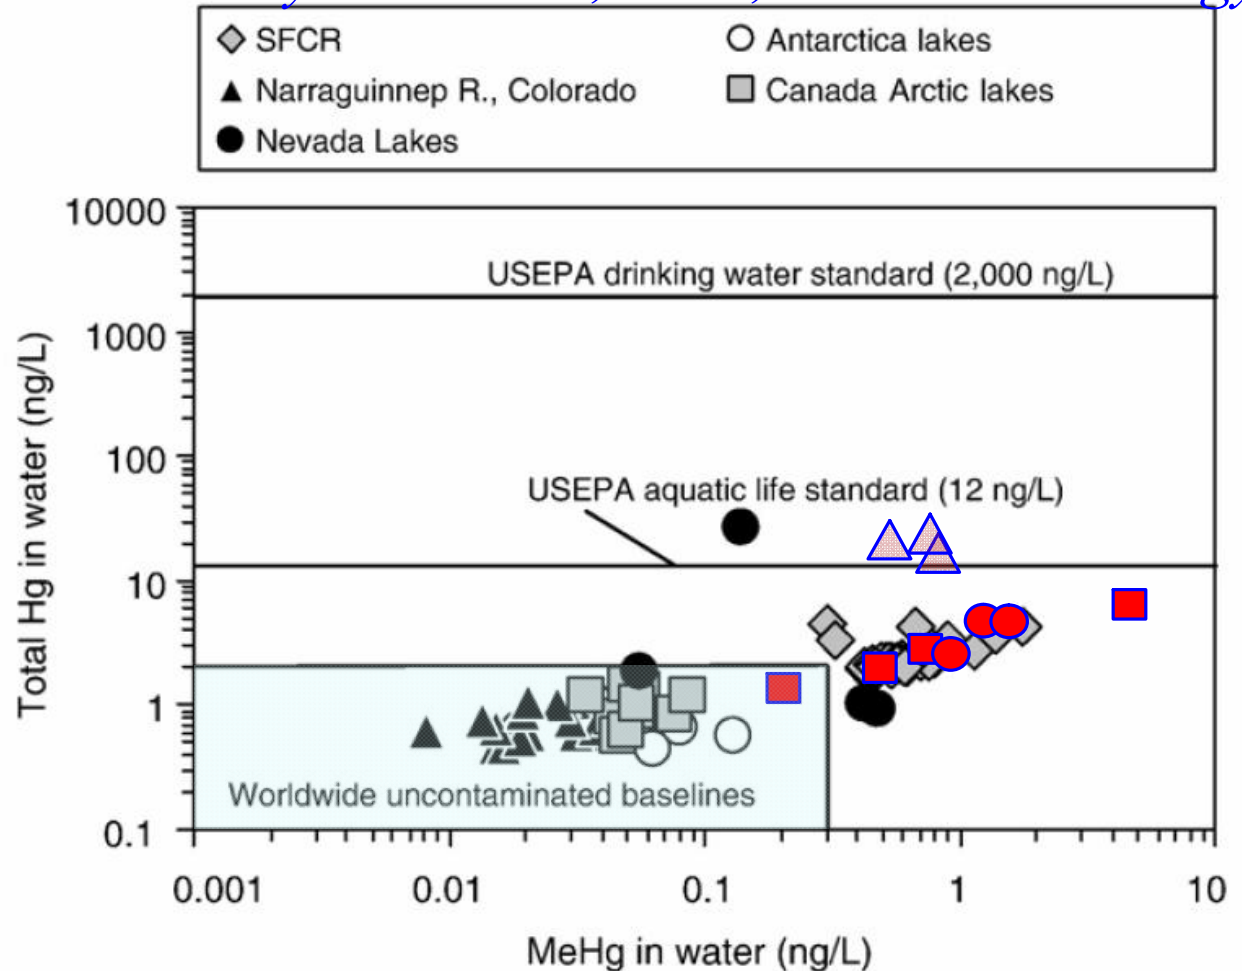 SFCR
Antarctica lakes
Narraguinnep R., Colorado
Canada Arctic lakes
Nevada Lakes
10000
USEPA drinking water standard (2,000 ng/L)
1000
100
USEPA aquatic life standard (12 ng/L)
10
1
Worldwide uncontaminated baselines
0.1
Total Hg in water (ng/L)
0.001
0.01
0.1
1
10
MeHg in water (ng/L)